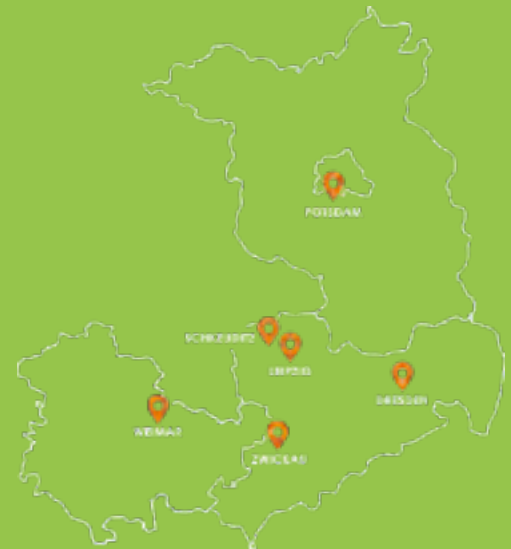 POTSDAM
SCHKEUDITZ
LEIPZIG
DRESDEN
WEIMAR
ZWICKAU